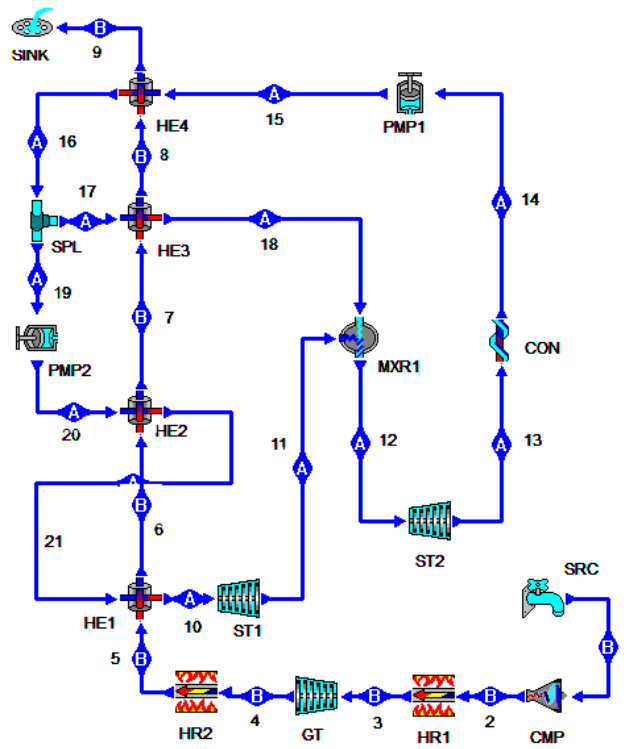 B
SINK
9
HE4
A
15
PMP1
16
A
B
8
17
14
A
SPL
A
HE3
A
18
A
19
A
B
7
PMP2
MXR1
CON
A
20
HE2
11
A
12
A
13
A
A
B
6
21
ST2
SRC
HE1
A
10
ST1
B
5
B
HR2
B
4
GT
B
3
HR1
B
2
CMP